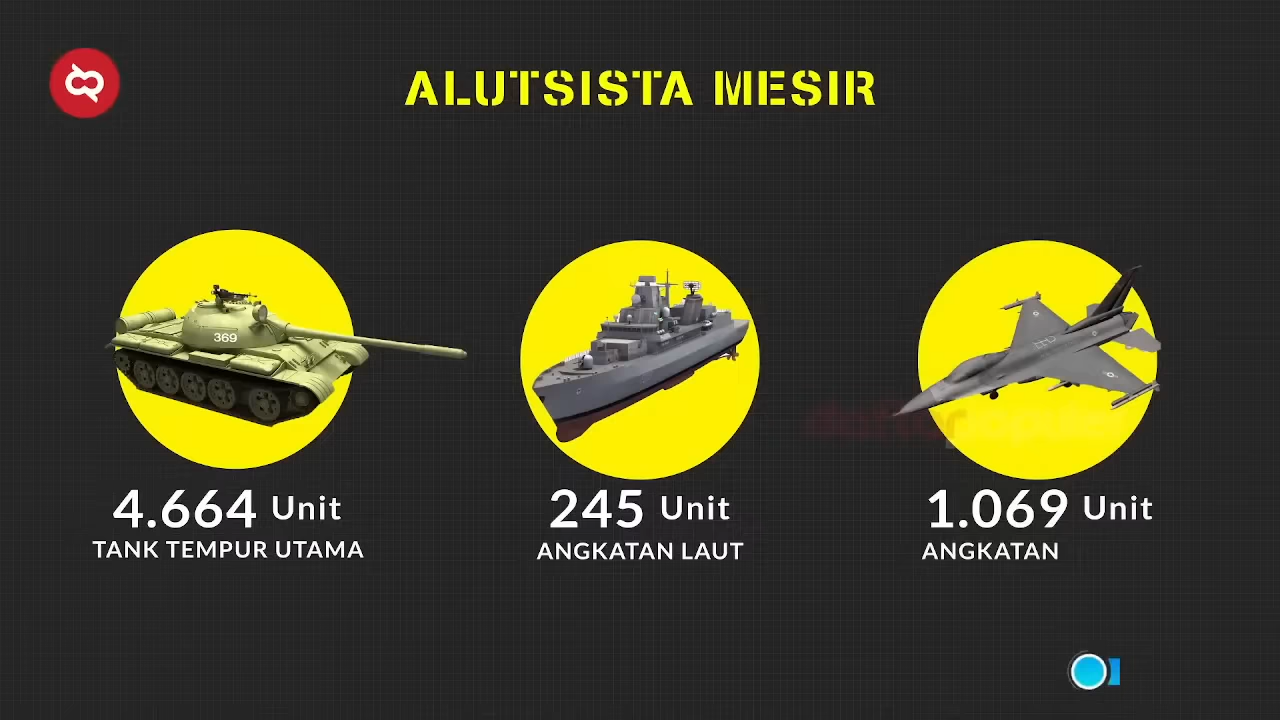 ALUTSISTA MESIR
369
4.664 Unit
TANK TEMPUR UTAMA
245 Unit
ANGKATAN LAUT
1.069 Unit
ANGKATAN